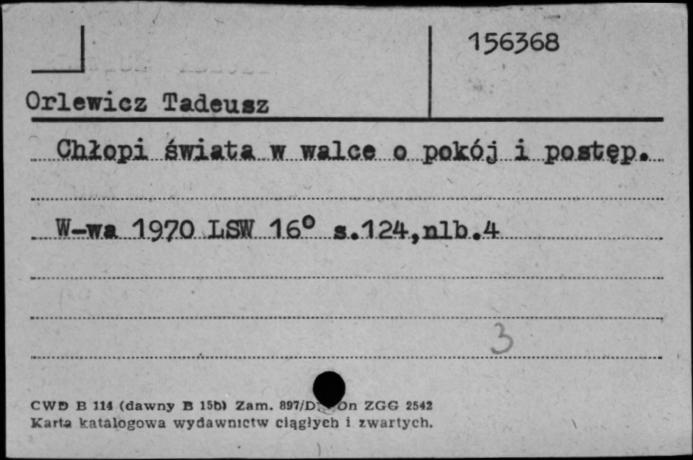 156368
Orlewicz Tadeusz
Chłopi świata w walce o pokój i postęp.
W-wa 1970 LSW 16° s.124,nlb.4
3
CWD B 114 (dawny B 15b) Zam. 897/D ZGG 2542
Karta katalogowa wydawnictw ciągłych i zwartych.